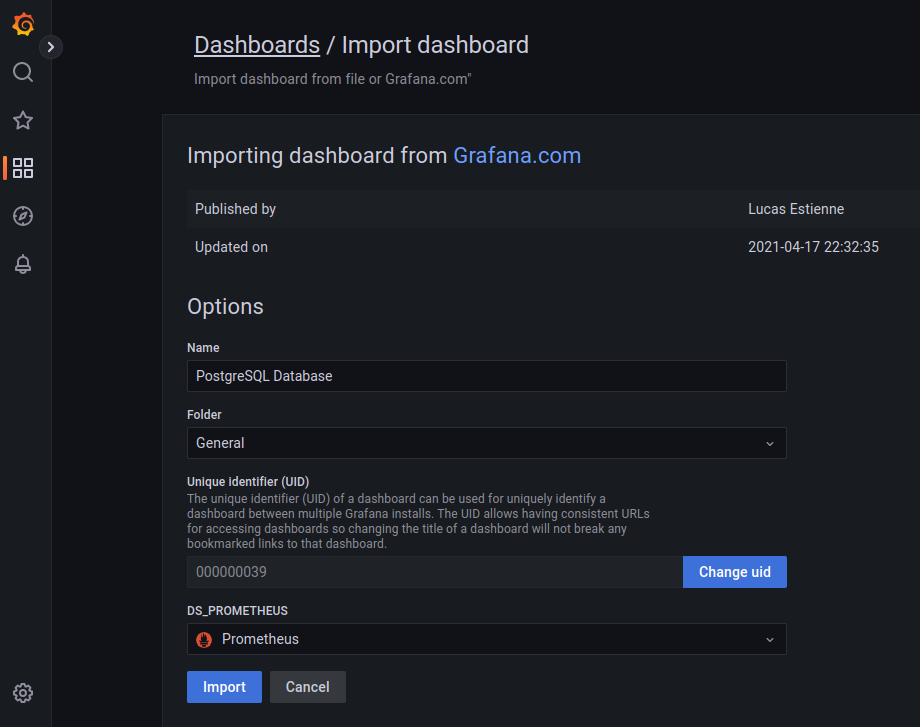 Dashboards / Import dashboard
Import dashboard from file or Grafana.com"
Importing dashboard from Grafana.com
Published by Lucas Estienne
Updated on 2021-04-17 22:32:35
Options
Name
PostgreSQL Database
Folder
General
Unique identifier (UID)
The unique identifier (UID) of a dashboard can be used for uniquely identify a
dashboard between multiple Grafana installs. The UID allows having consistent URLs
for accessing dashboards so changing the title of a dashboard will not break any
bookmarked links to that dashboard.
000000039 Change uid
DS_PROMETHEUS
Prometheus
Import Cancel